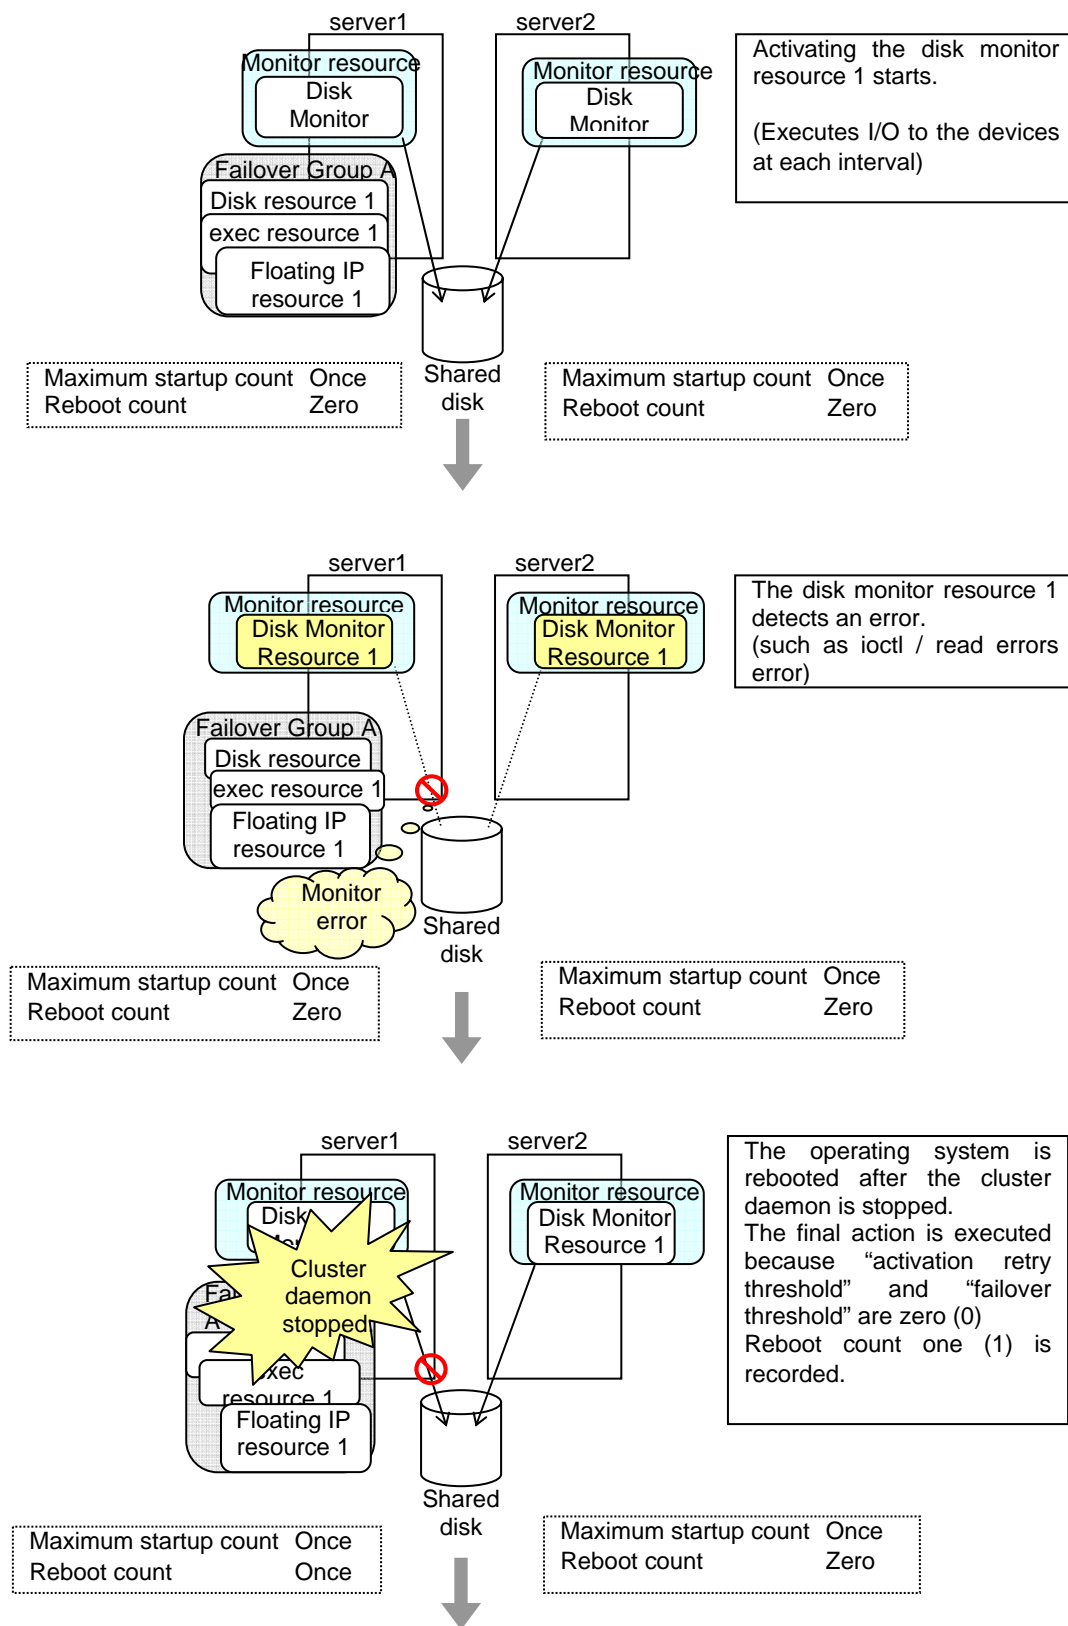 server1
server2
Monitor resource
Disk
Monitor
Monitor resource
Disk
Monitor
Activating the disk monitor
resource 1 starts.
(Executes I/O to the devices
at each interval)
Failover Group A
Disk resource 1
exec resource 1
Floating IP
resource 1
Shared
disk
Maximum startup count Once
Reboot count Zero
Maximum startup count Once
Reboot count Zero
server1
server2
Monitor resource
Disk Monitor
Resource 1
Monitor resource
Disk Monitor
Resource 1
The disk monitor resource 1
detects an error.
(such as ioctl / read errors
error)
Failover Group A
Disk resource
exec resource 1
Floating IP
resource 1
Monitor
error
Shared
disk
Maximum startup count Once
Reboot count Zero
Maximum startup count Once
Reboot count Zero
server1
server2
Monitor resource
Disk
Monitor resource
Disk Monitor
Resource 1
The operating system is
rebooted after the cluster
daemon is stopped.
The final action is executed
because “activation retry
threshold” and “failover
threshold” are zero (0)
Reboot count one (1) is
recorded.
Cluster
daemon
stopped
A
exec
resource 1
Floating IP
resource 1
Shared
disk
Maximum startup count Once
Reboot count Once
Maximum startup count Once
Reboot count Zero